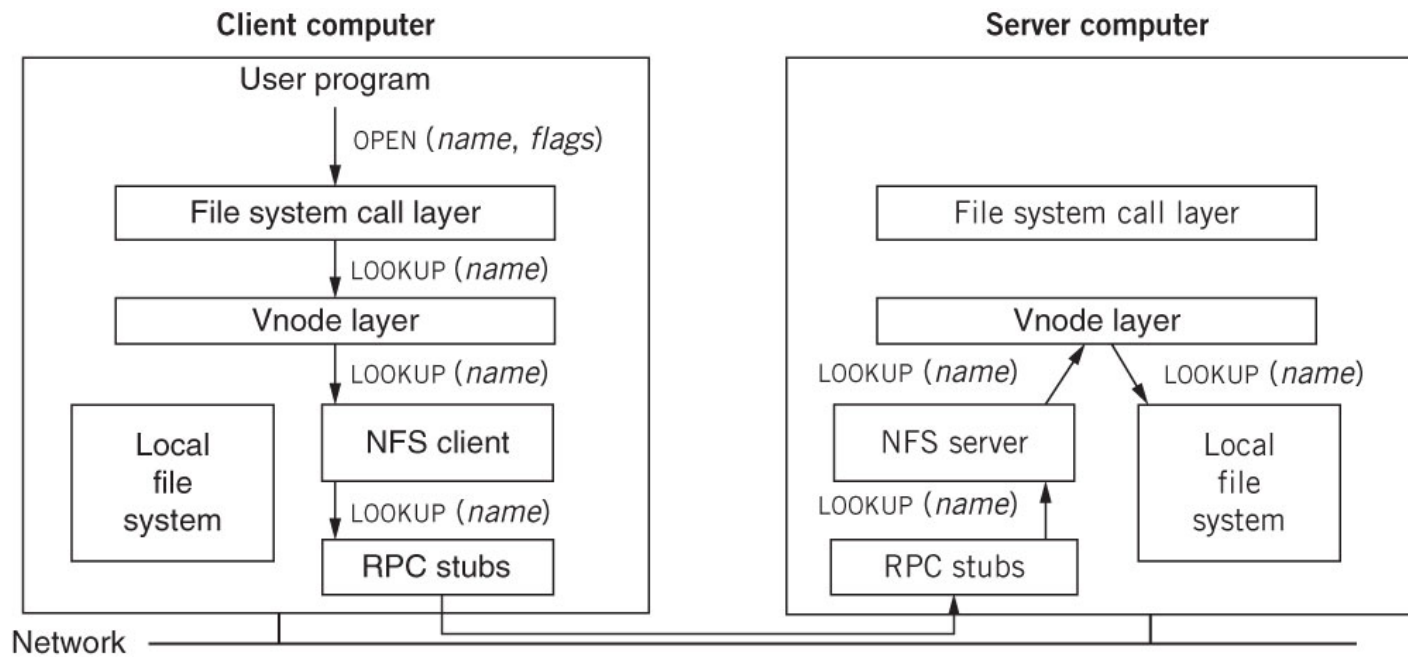 Client computer
Server computer
User program
OPEN (name, flags)
File system call layer
LOOKUP (name)
Vnode layer
LOOKUP (name)
Local
file
system
NFS client
LOOKUP (name)
RPC stubs
File system call layer
Vnode layer
LOOKUP (name)
LOOKUP (name)
NFS server
LOOKUP (name)
RPC stubs
Local
file
system
Network